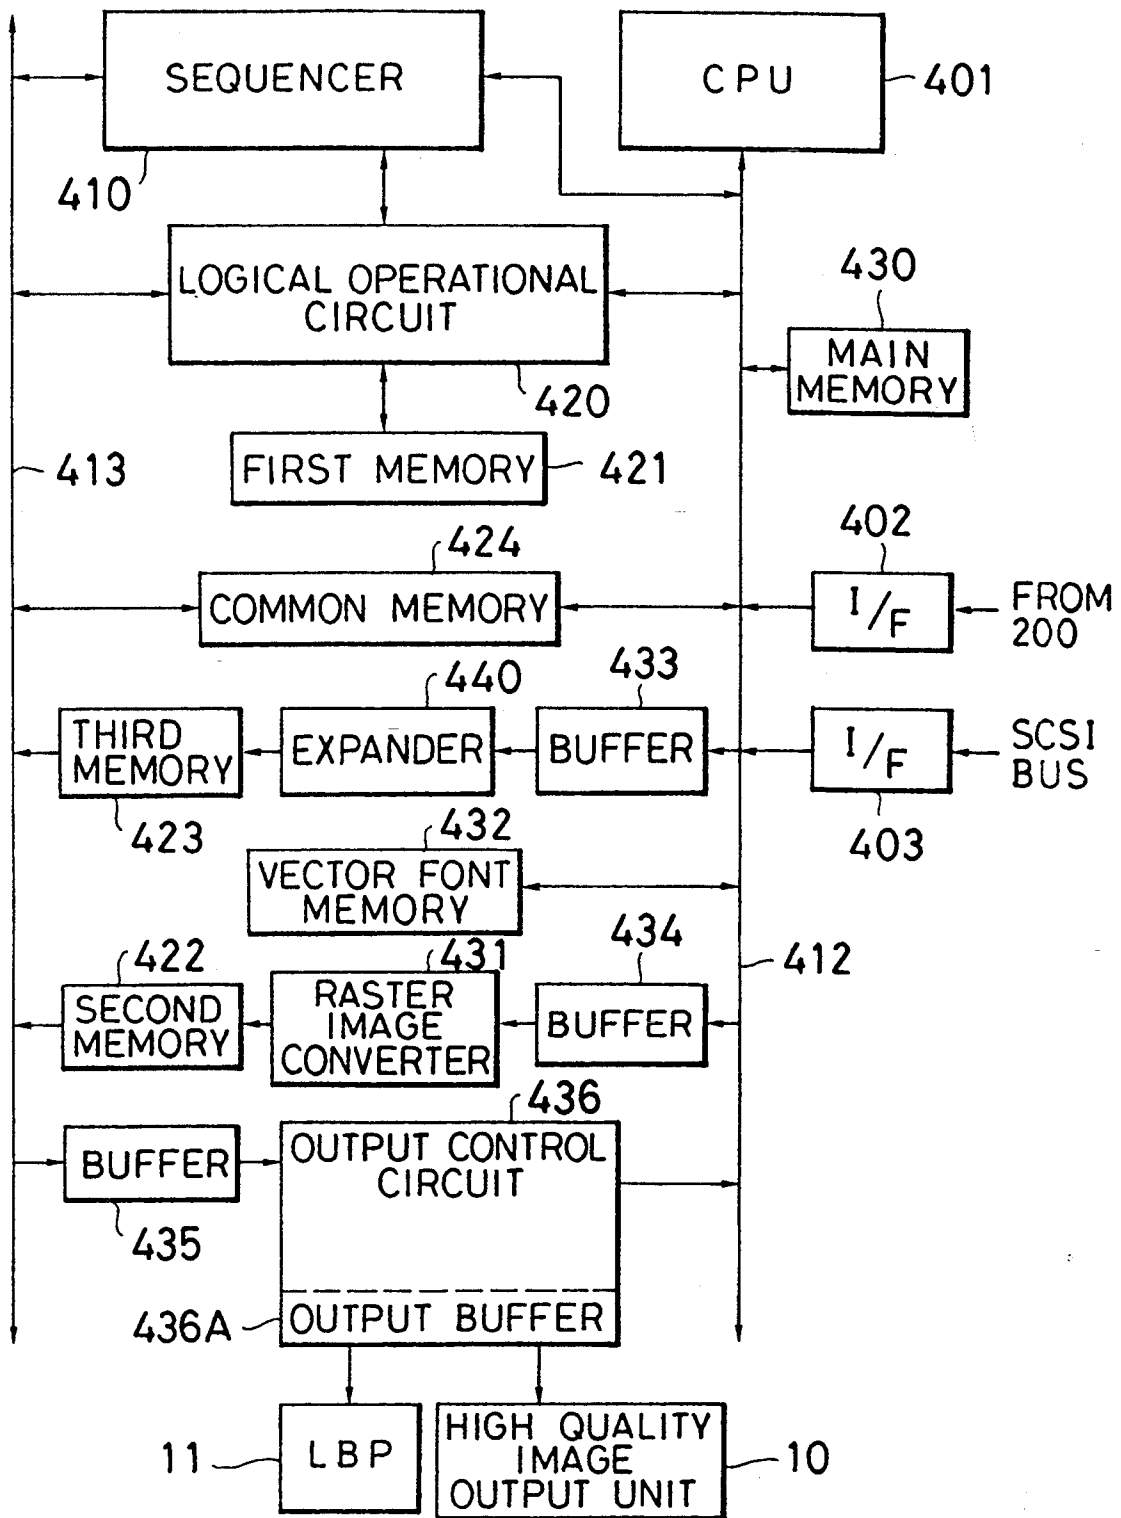 SEQUENCER
CPU
401
410
LOGICAL OPERATIONAL
CIRCUIT
430
MAIN
MEMORY
420
413
FIRST MEMORY
421
424
402
COMMON MEMORY
I/F
FROM
200
440
433
THIRD
MEMORY
EXPANDER
BUFFER
I/F
SCSI
BUS
423
432
403
VECTOR FONT
MEMORY
422
431
434
412
SECOND
MEMORY
RASTER
IMAGE
CONVERTER
BUFFER
436
BUFFER
OUTPUT CONTROL
CIRCUIT
435
436A
OUTPUT BUFFER
11
LBP
HIGH QUALITY
IMAGE
OUTPUT UNIT
10